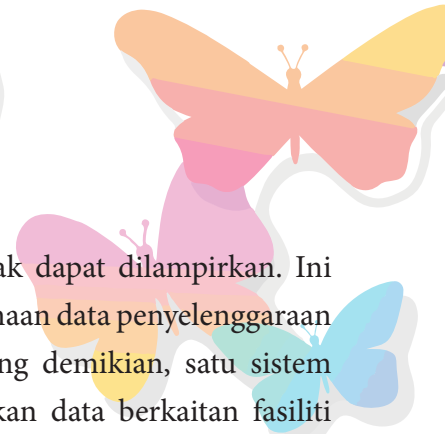 ak dapat dilampirkan. Ini
naan data penyelenggaraan
ng demikian, satu sistem
kan data berkaitan fasiliti